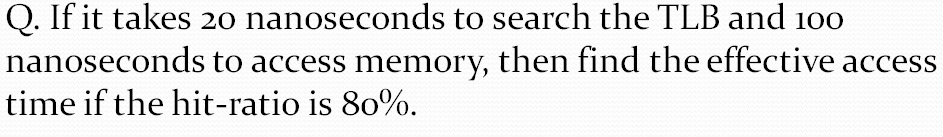 Q. If it takes 20 nanoseconds to search the TLB and 100
nanoseconds to access memory, then find the effective access
time if the hit-ratio is 80%.